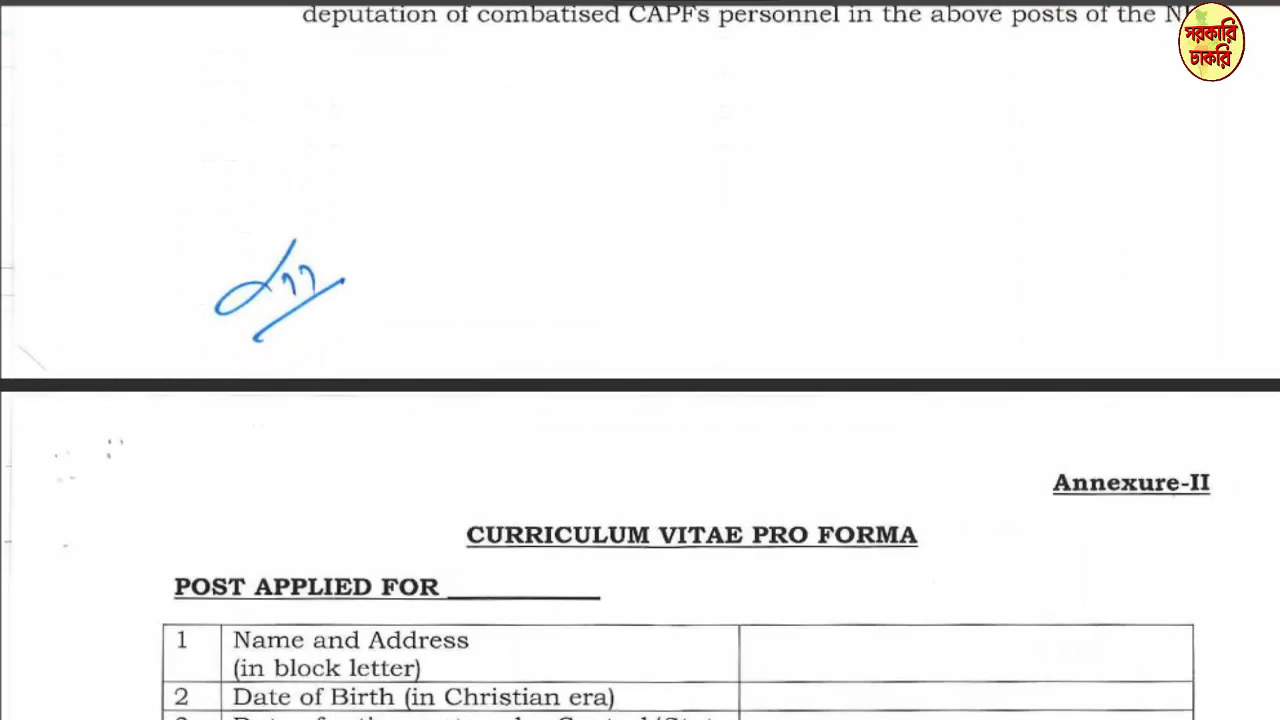 deputation of combatised CAPFs personnel in the above posts of the
সরকারি
চাকরি
Annexure-II
CURRICULUM VITAE PRO FORMA
POST APPLIED FOR ____________
1 Name and Address
(in block letter)
2 Date of Birth (in Christian era)